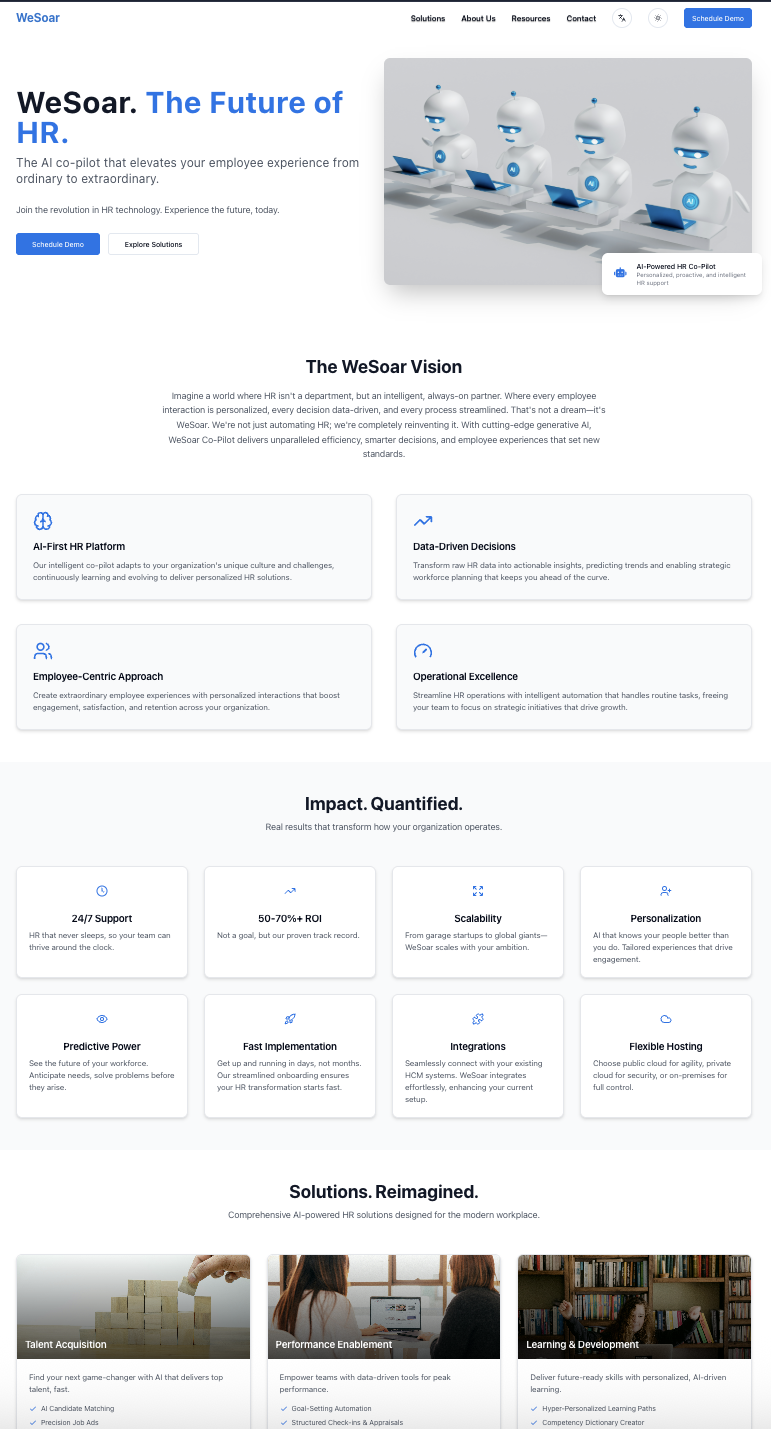 WeSoar
Solutions
About Us
Resources
Contact
Schedule Demo
WeSoar. The Future of
HR.
The AI co-pilot that elevates your employee experience from
ordinary to extraordinary.
Join the revolution in HR technology. Experience the future, today.
Schedule Demo
Explore Solutions
AI
AI
AI
AI
AI-Powered HR Co-Pilot
Personalized, proactive, and intelligent
HR support
The WeSoar Vision
Imagine a world where HR isn't a department, but an intelligent, always-on partner. Where every employee
interaction is personalized, every decision data-driven, and every process streamlined. That's not a dream—it's
WeSoar. We're not just automating HR; we're completely reinventing it. With cutting-edge generative AI,
WeSoar Co-Pilot delivers unparalleled efficiency, smarter decisions, and employee experiences that set new
standards.
AI-First HR Platform
Our intelligent co-pilot adapts to your organization's unique culture and challenges,
continuously learning and evolving to deliver personalized HR solutions.
Data-Driven Decisions
Transform raw HR data into actionable insights, predicting trends and enabling strategic
workforce planning that keeps you ahead of the curve.
Employee-Centric Approach
Create extraordinary employee experiences with personalized interactions that boost
engagement, satisfaction, and retention across your organization.
Operational Excellence
Streamline HR operations with intelligent automation that handles routine tasks, freeing
your team to focus on strategic initiatives that drive growth.
Impact. Quantified.
Real results that transform how your organization operates.
24/7 Support
HR that never sleeps, so your team can
thrive around the clock.
50-70%+ ROI
Not a goal, but our proven track record.
Scalability
From garage startups to global giants—
WeSoar scales with your ambition.
Personalization
AI that knows your people better than
you do. Tailored experiences that drive
engagement.
Predictive Power
See the future of your workforce.
Anticipate needs, solve problems before
they arise.
Fast Implementation
Get up and running in days, not months.
Our streamlined onboarding ensures
your HR transformation starts fast.
Integrations
Seamlessly connect with your existing
HCM systems. WeSoar integrates
effortlessly, enhancing your current
setup.
Flexible Hosting
Choose public cloud for agility, private
cloud for security, or on-premises for
full control.
Solutions. Reimagined.
Comprehensive AI-powered HR solutions designed for the modern workplace.
Talent Acquisition
Find your next game-changer with AI that delivers top
talent, fast.
AI Candidate Matching
Precision Job Ads
Performance Enablement
Empower teams with data-driven tools for peak
performance.
Goal-Setting Automation
Structured Check-ins & Appraisals
Learning & Development
Deliver future-ready skills with personalized, AI-driven
learning.
Hyper-Personalized Learning Paths
Competency Dictionary Creator